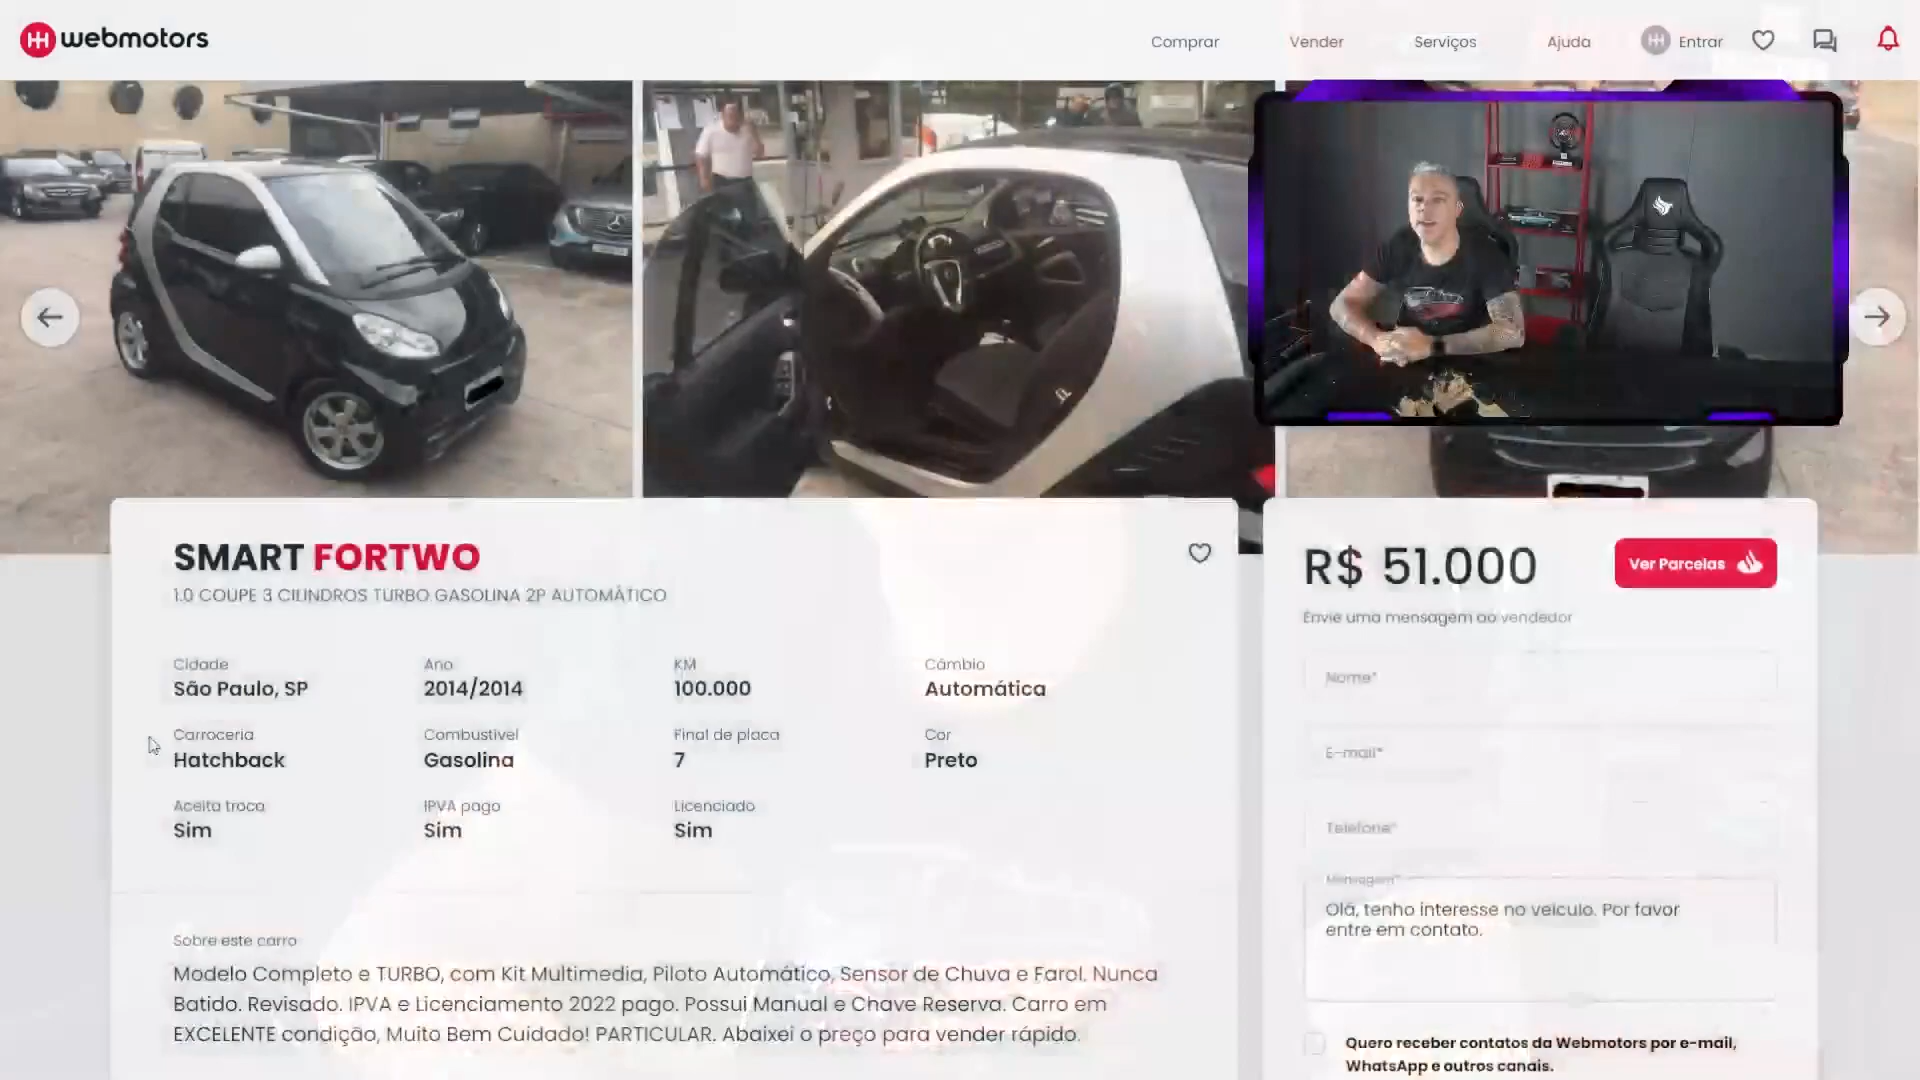 webmotors
Comprar
Vender
Serviços
Ajuda
Entrar
SMART FORTWO
1.0 COUPE 3 CILINDROS TURBO GASOLINA 2P AUTOMÁTICO
Cidade
Ano
KM
Câmbio
São Paulo, SP
2014/2014
100.000
Automática
Carroceria
Combustível
Final de placa
Cor
Hatchback
Gasolina
7
Preto
Aceita troca
IPVA pago
Licenciado
Sim
Sim
Sim
Sobre este carro
Modelo Completo e TURBO, com Kit Multimedia, Piloto Automático, Sensor de Chuva e Farol. Nunca
Batido. Revisado. IPVA e Licenciamento 2022 pago. Possui Manual e Chave Reserva. Carro em
EXCELENTE condição, Muito Bem Cuidado! PARTICULAR. Abaixei o preço para vender rápido.
R$ 51.000
Ver Parcelas
Envie uma mensagem ao vendedor
Nome*
E-mail*
Telefone*
Mensagem*
Olá, tenho interesse no veículo. Por favor
entre em contato.
Quero receber contatos da Webmotors por e-mail,
WhatsApp e outros canais.